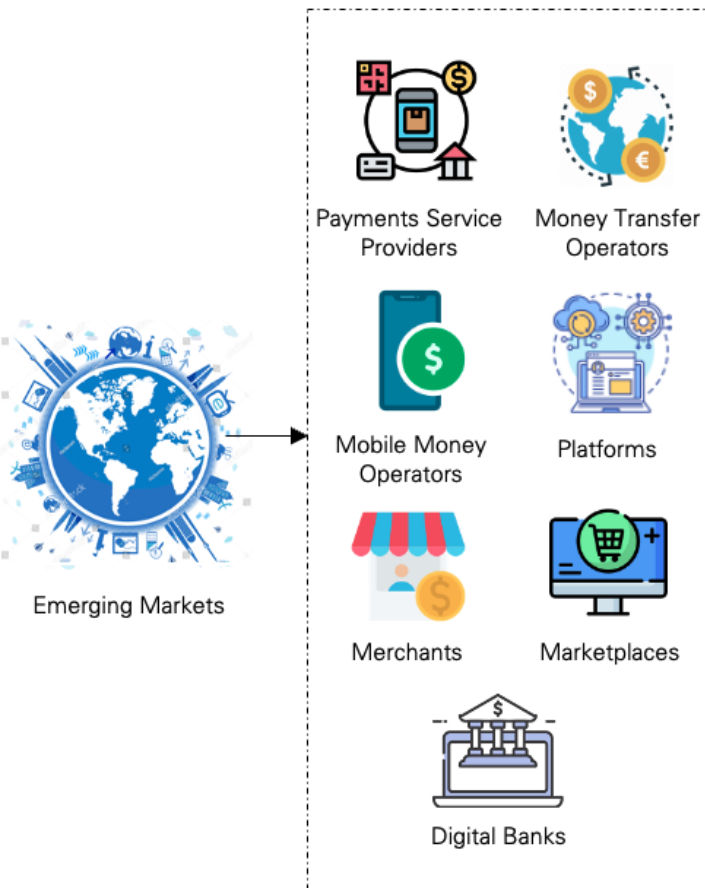 Payments Service
Providers
Money Transfer
Operators
Mobile Money
Operators
Platforms
Emerging Markets
Merchants
Marketplaces
Digital Banks